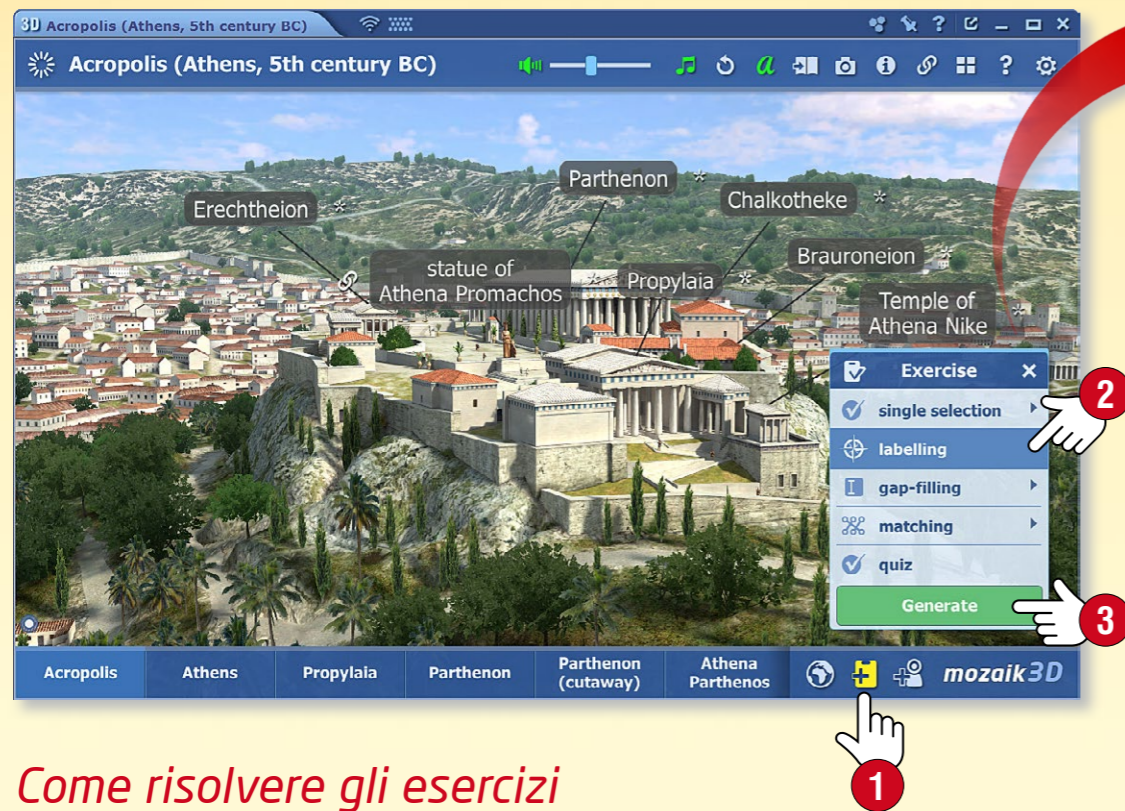 3D Acropolis (Athens, 5th century BC)
Acropolis (Athens, 5th century BC)
Parthenon
Erechtheion
Chalkotheke
Brauroneion
statue of
Athena Promachos
Propylaia
Temple of
Athena Nike
Exercise
single selection
labelling
gap-filling
matching
quiz
Generate
2
3
Acropolis
Athens
Propylaia
Parthenon
Parthenon
(cutaway)
Athena
Parthenos
mozaik3D
1
Come risolvere gli esercizi